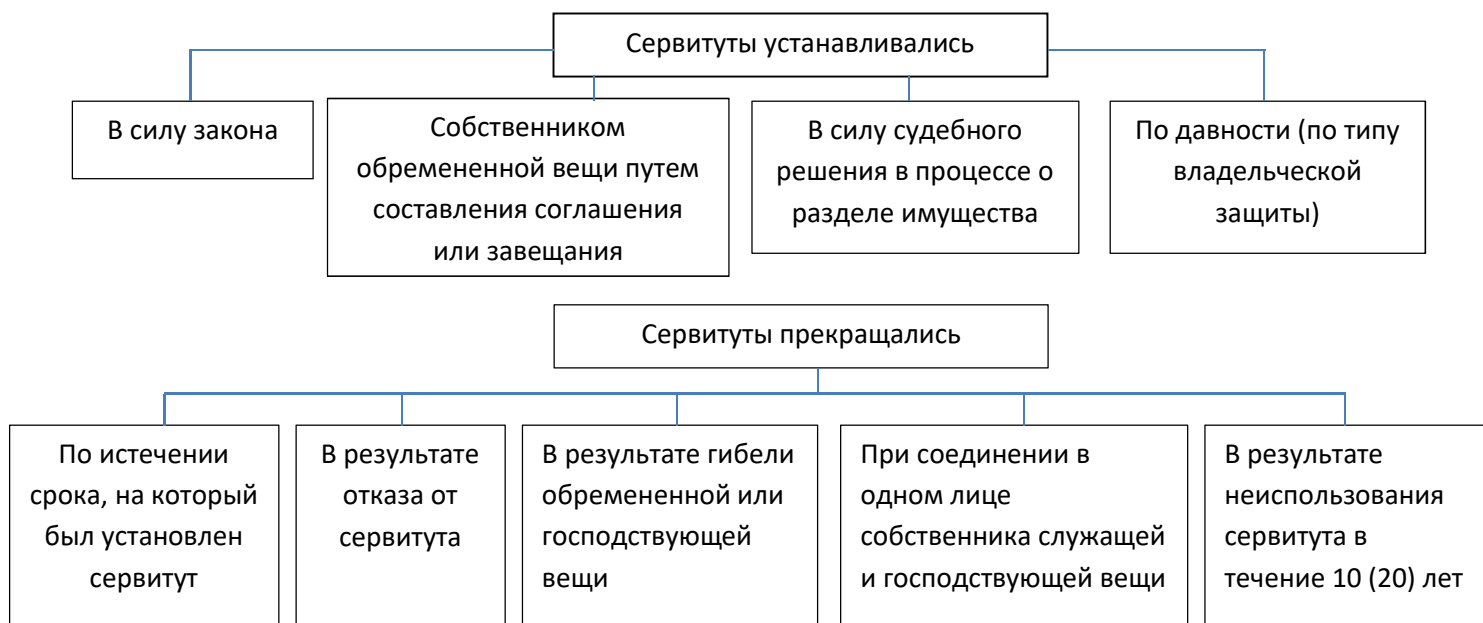 Сервитуты устанавливались
В силу закона
Собственником
обремененной вещи путем
составления соглашения
или завещания
В силу судебного
решения в процессе о
разделе имущества
По давности (по типу
владельческой
защиты)
Сервитуты прекращались
По истечении
срока, на который
был установлен
сервитут
В результате
отказа от
сервитута
В результате гибели
обремененной или
господствующей
вещи
При соединении в
одном лице
собственника служащей
и господствующей вещи
В результате
неиспользования
сервитута в
течение 10 (20) лет